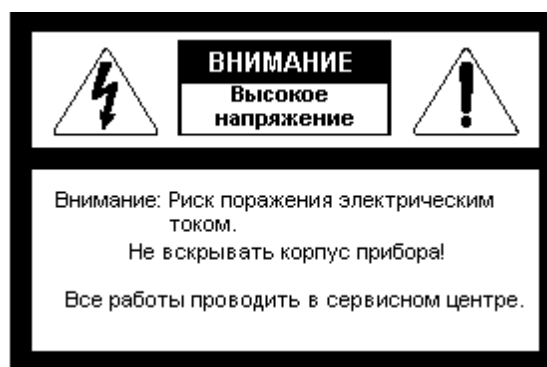 ВНИМАНИЕ
Высокое
напряжение
Внимание: Риск поражения электрическим
током.
Не вскрывать корпус прибора!
Все работы проводить в сервисном центре.